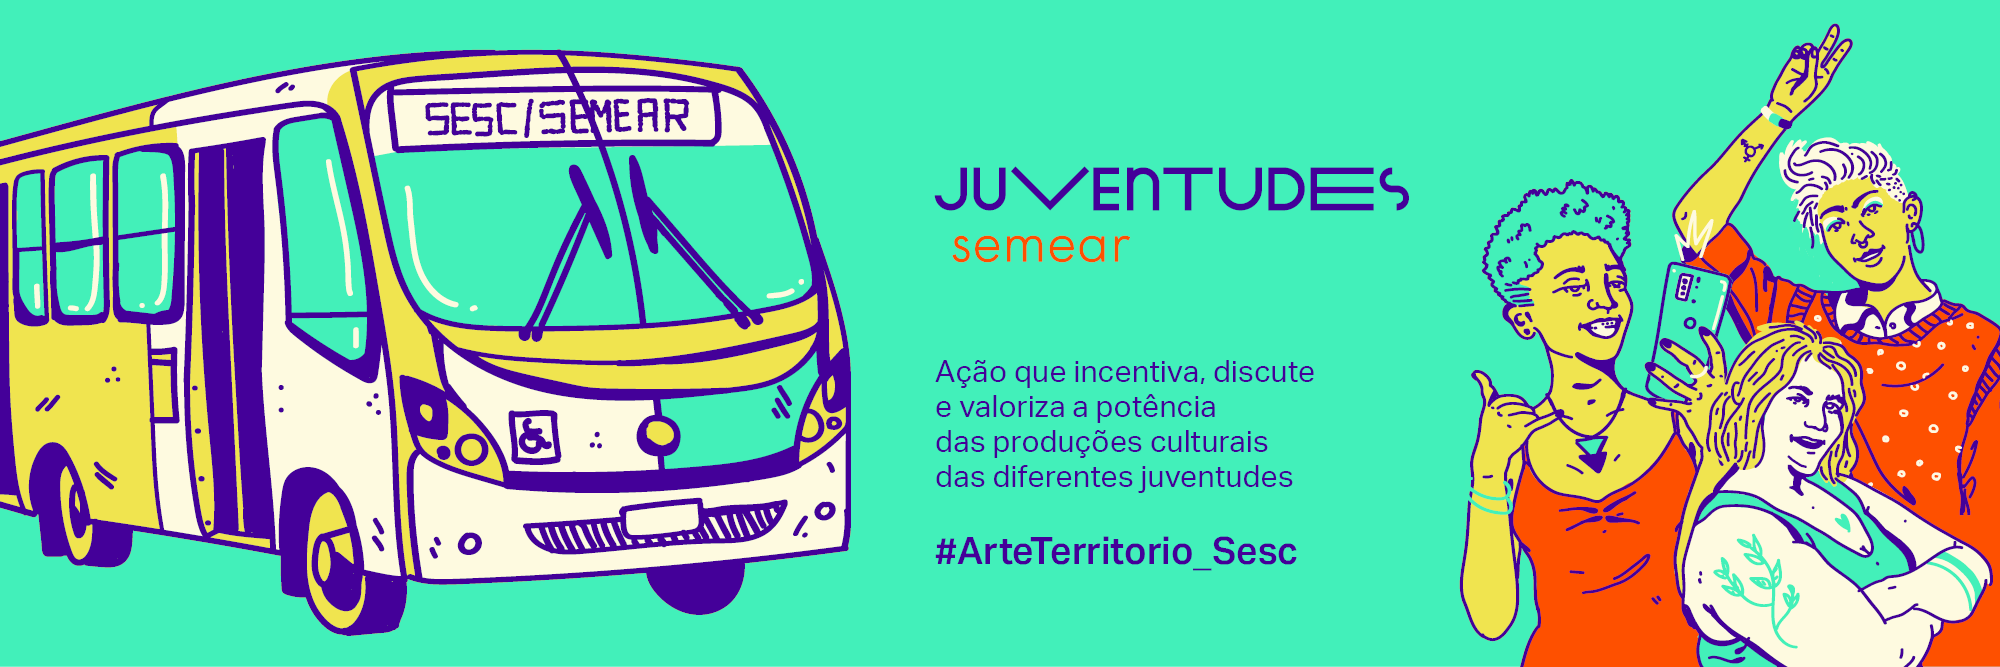 SESC/SEMEAR
JUVENTUDES
semear
Ação que incentiva, discute
e valoriza a potência
das produções culturais
das diferentes juventudes
#ArteTerritorio_Sesc